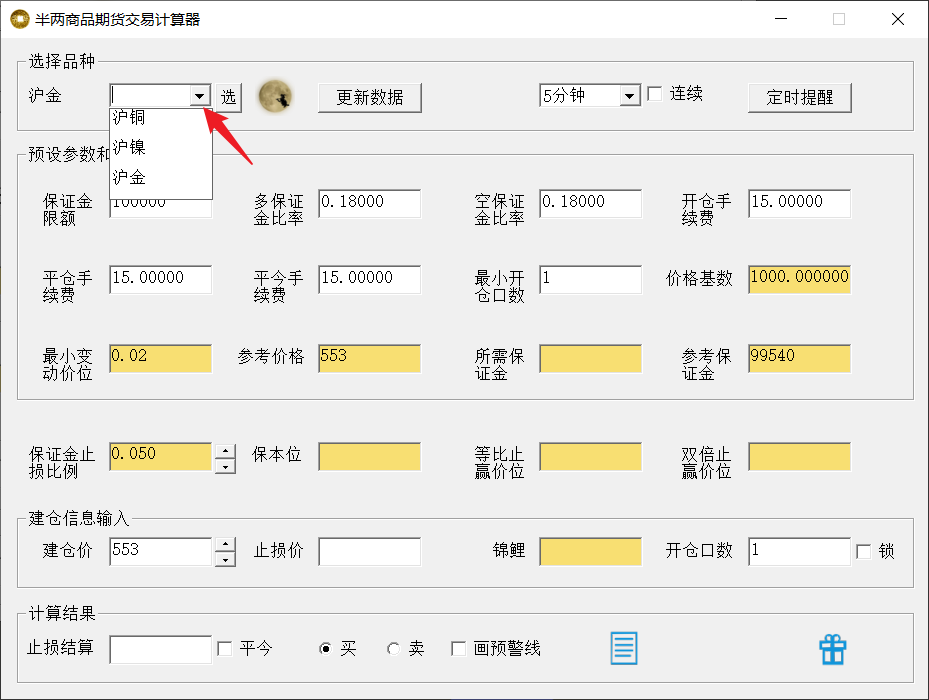 半两商品期货交易计算器
选择品种
沪金
选
更新数据
5分钟
连续
定时提醒
沪铜
沪镍
沪金
预设参数和
保证金
限额
100000
多保证
金比率
0.18000
空保证
金比率
0.18000
开仓手
续费
15.00000
平仓手
续费
15.00000
平今手
续费
15.00000
最小开
仓口数
1
价格基数
1000.000000
最小变
动价位
0.02
参考价格
553
所需保
证金
参考保
证金
99540
保证金止
损比例
0.050
保本位
等比止
赢价位
双倍止
赢价位
建仓信息输入
建仓价
553
止损价
锦鲤
开仓口数
1
锁
计算结果
止损结算
平今
买
卖
画预警线